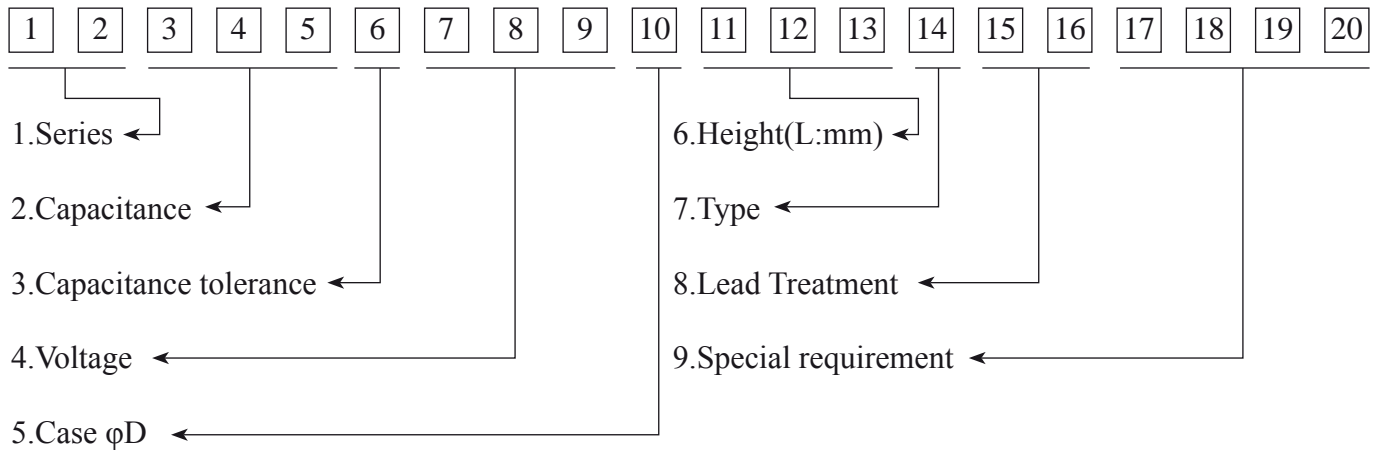 1 2 3 4 5 6 7 8 9 10 11 12 13 14 15 16 17 18 19 20
1.Series
6.Height(L:mm)
2.Capacitance
7.Type
3.Capacitance tolerance
8.Lead Treatment
4.Voltage
9.Special requirement
5.Case φD